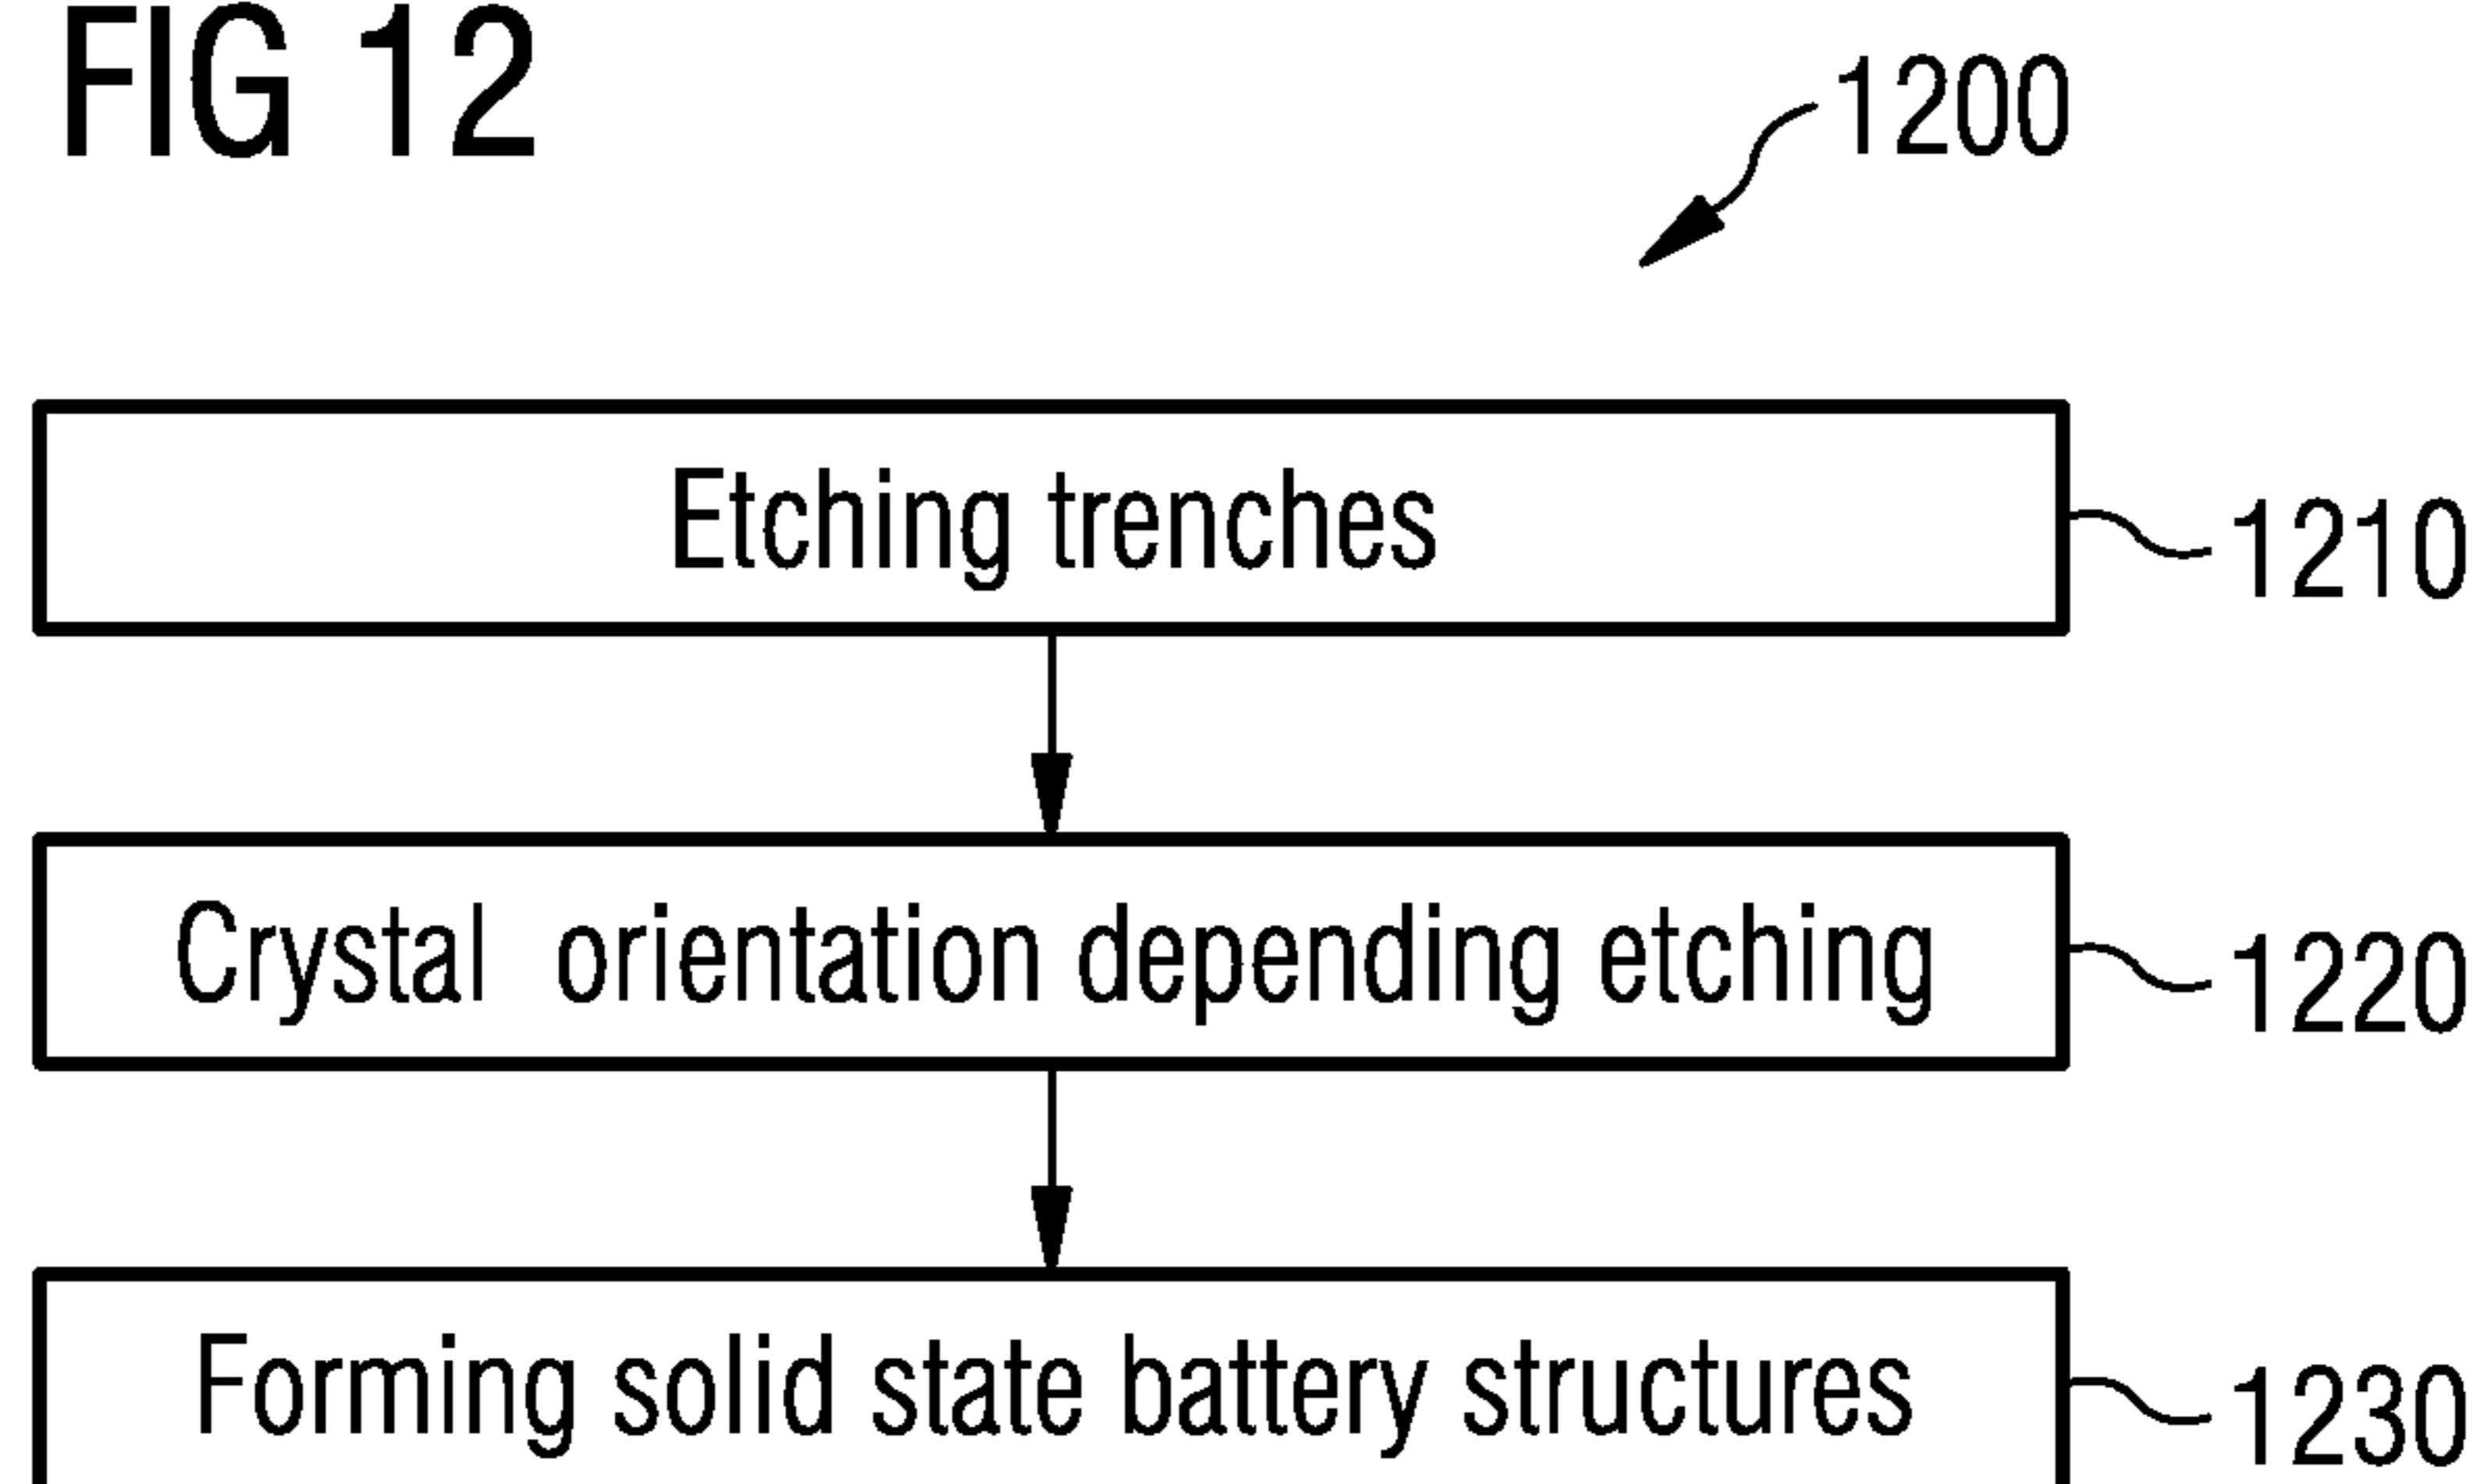 FIG 12
1200
Etching trenches
1210
Crystal orientation depending etching
1220
Forming solid state battery structures
1230